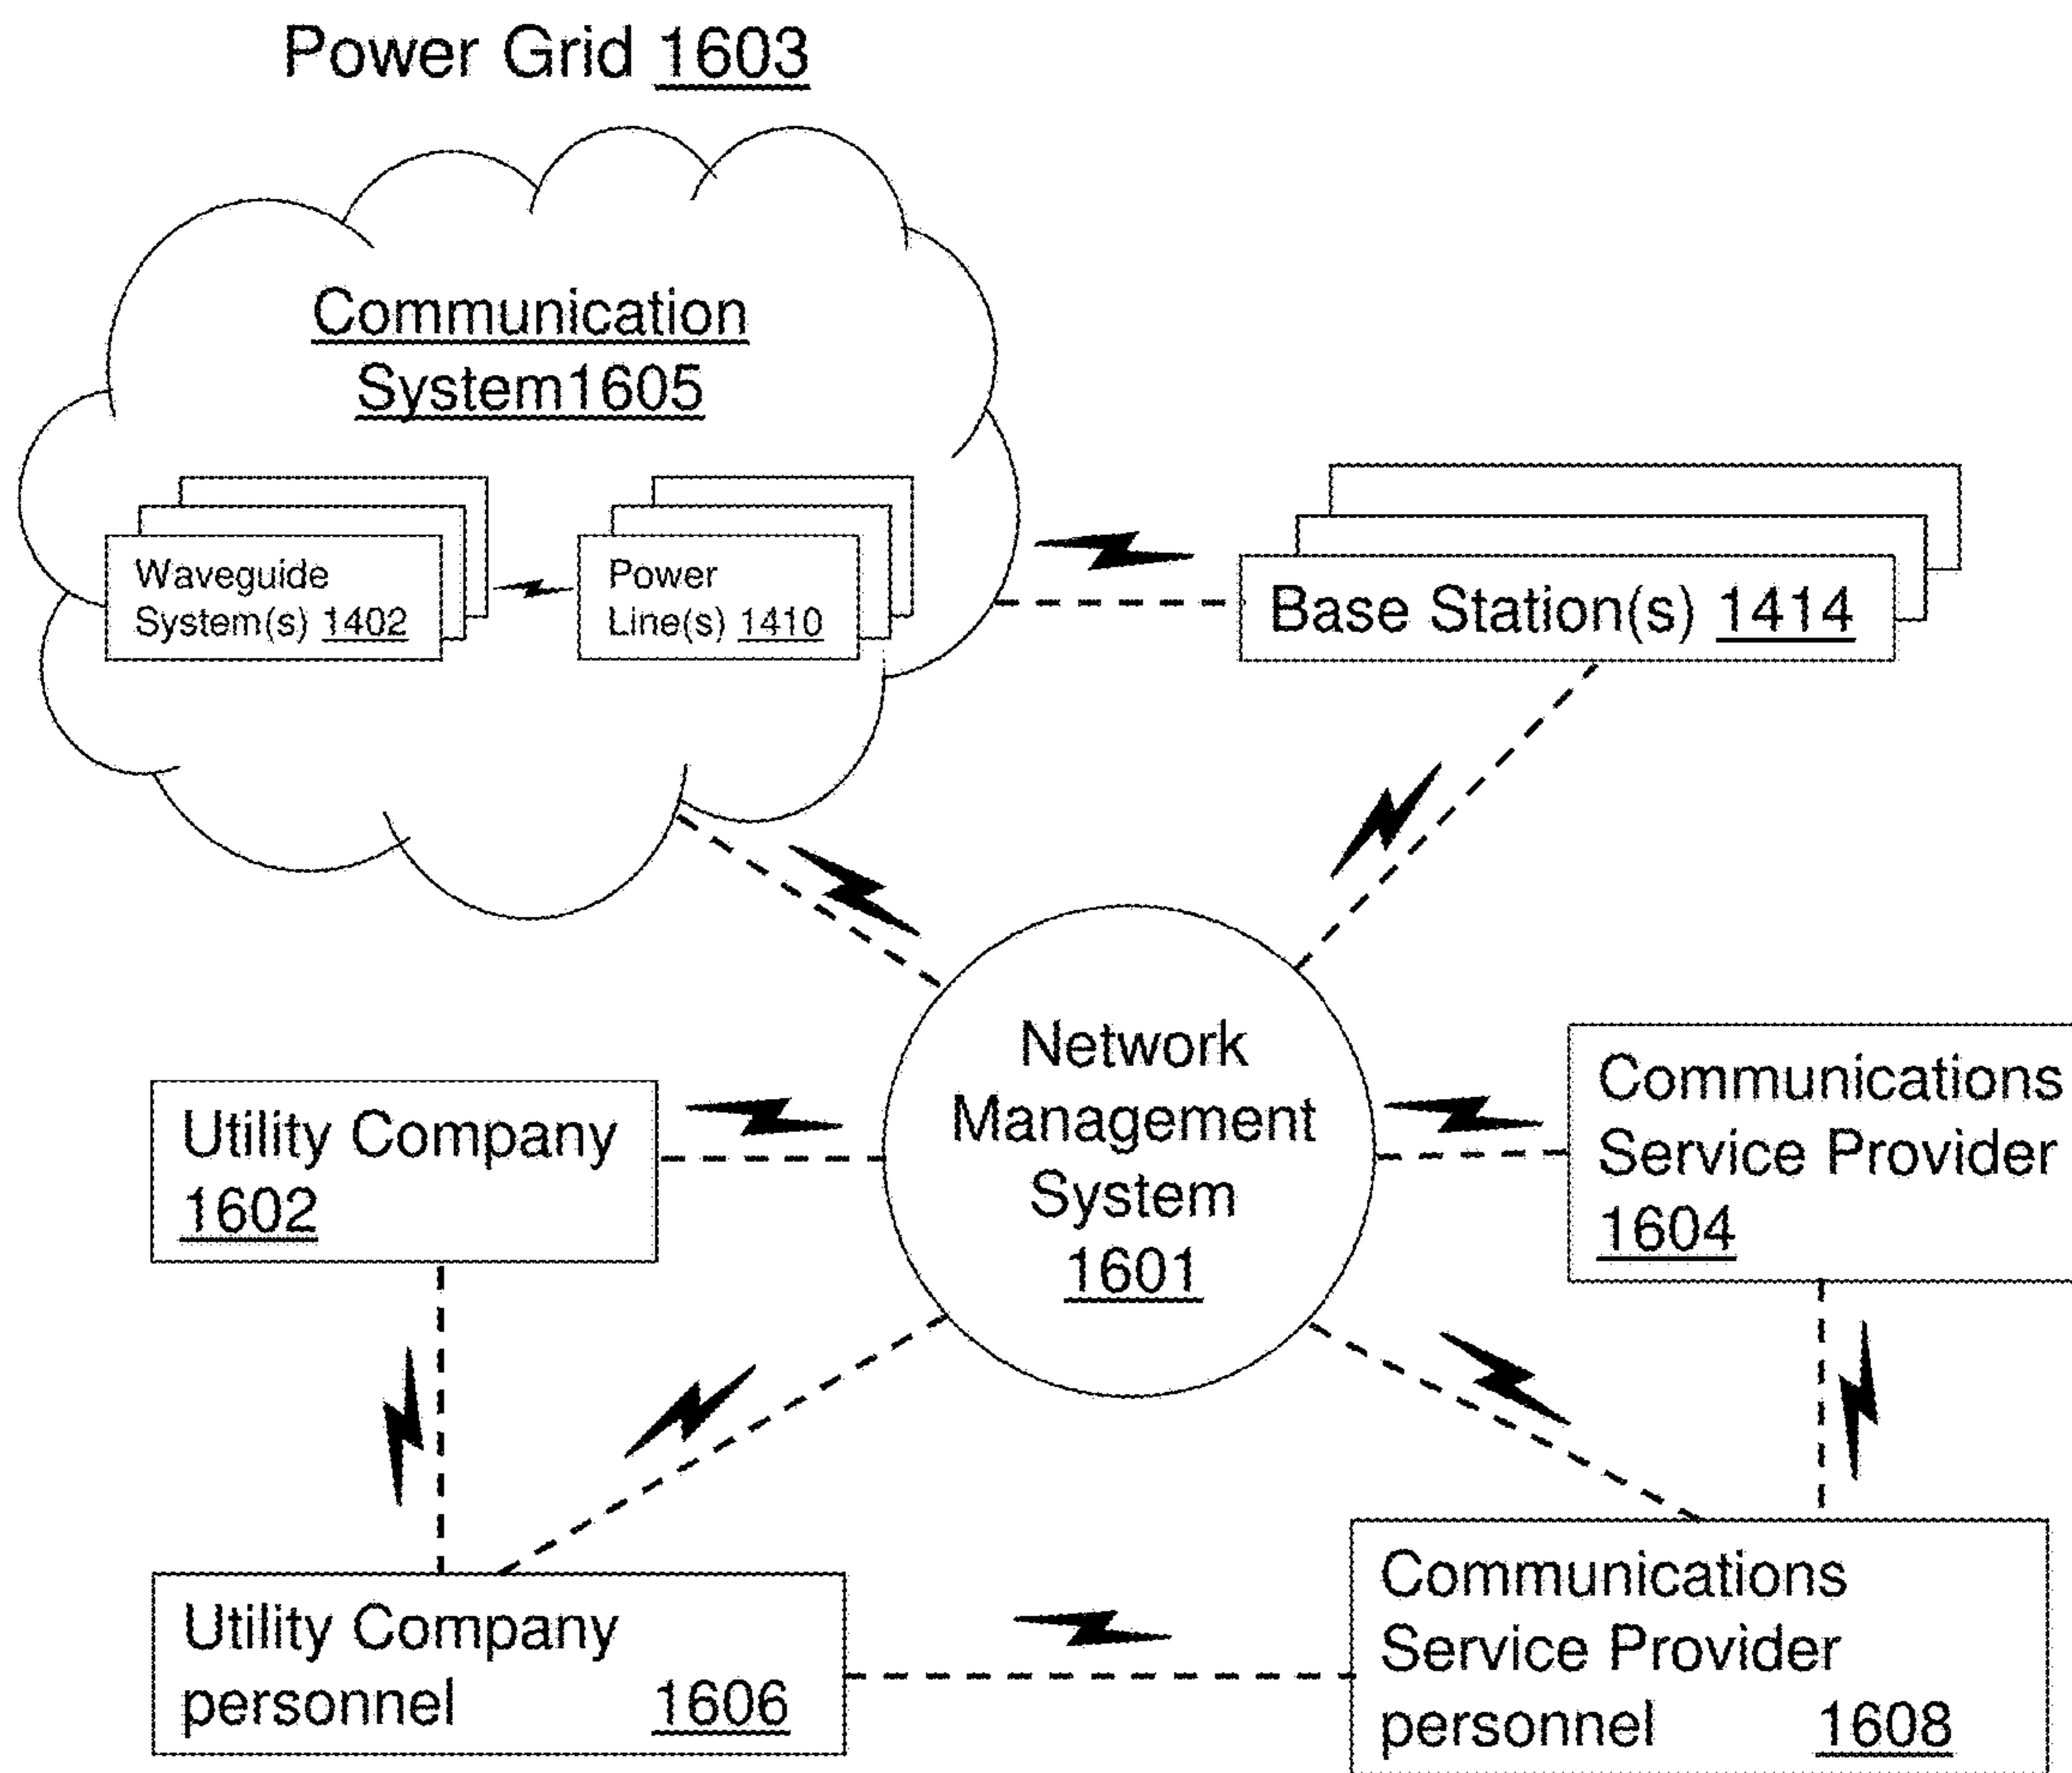 Power Grid 1603
Communication
System1605
Waveguide
System(s) 1402
Power
Line(s) 1410
Base Station(s) 1414
Network
Management
System
1601
Utility Company
1602
Communications
Service Provider
1604
Utility Company
personnel 1606
Communications
Service Provider
personnel 1608